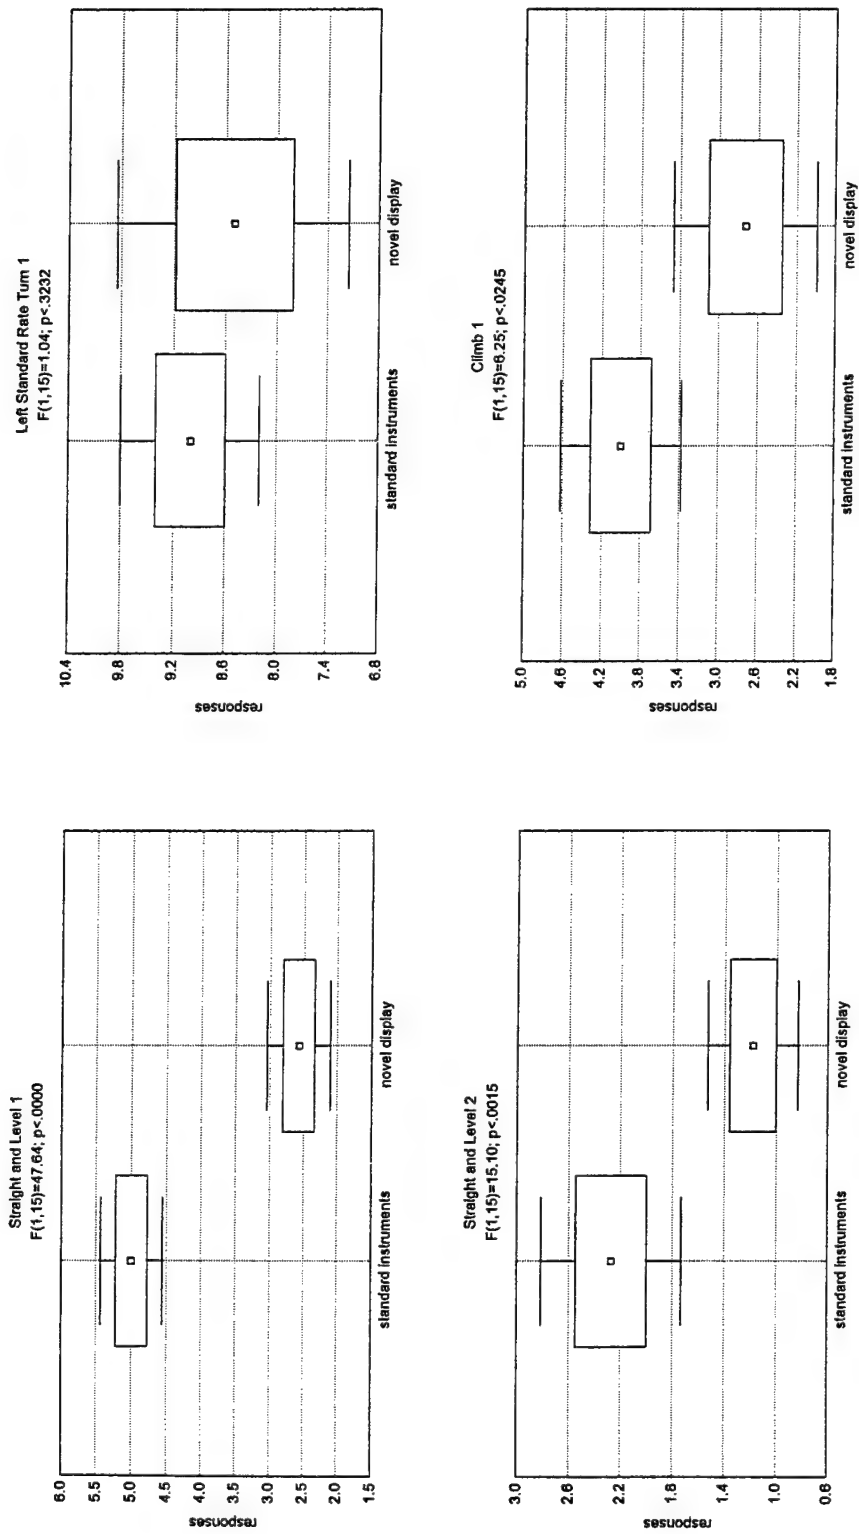 Straight and Level 1
F(1,15)=47.64; p<.0000
responses
6.0
5.5
5.0
4.5
4.0
3.5
3.0
2.5
2.0
1.5
standard instruments
novel display
Left Standard Rate Turn 1
F(1,15)=1.04; p<.3232
responses
10.4
9.8
9.2
8.6
8.0
7.4
6.8
standard instruments
novel display
Straight and Level 2
F(1,15)=15.10; p<.0015
responses
3.0
2.6
2.2
1.8
1.4
1.0
0.6
standard instruments
novel display
Climb 1
F(1,15)=6.25; p<.0245
responses
5.0
4.6
4.2
3.8
3.4
3.0
2.6
2.2
1.8
standard instruments
novel display